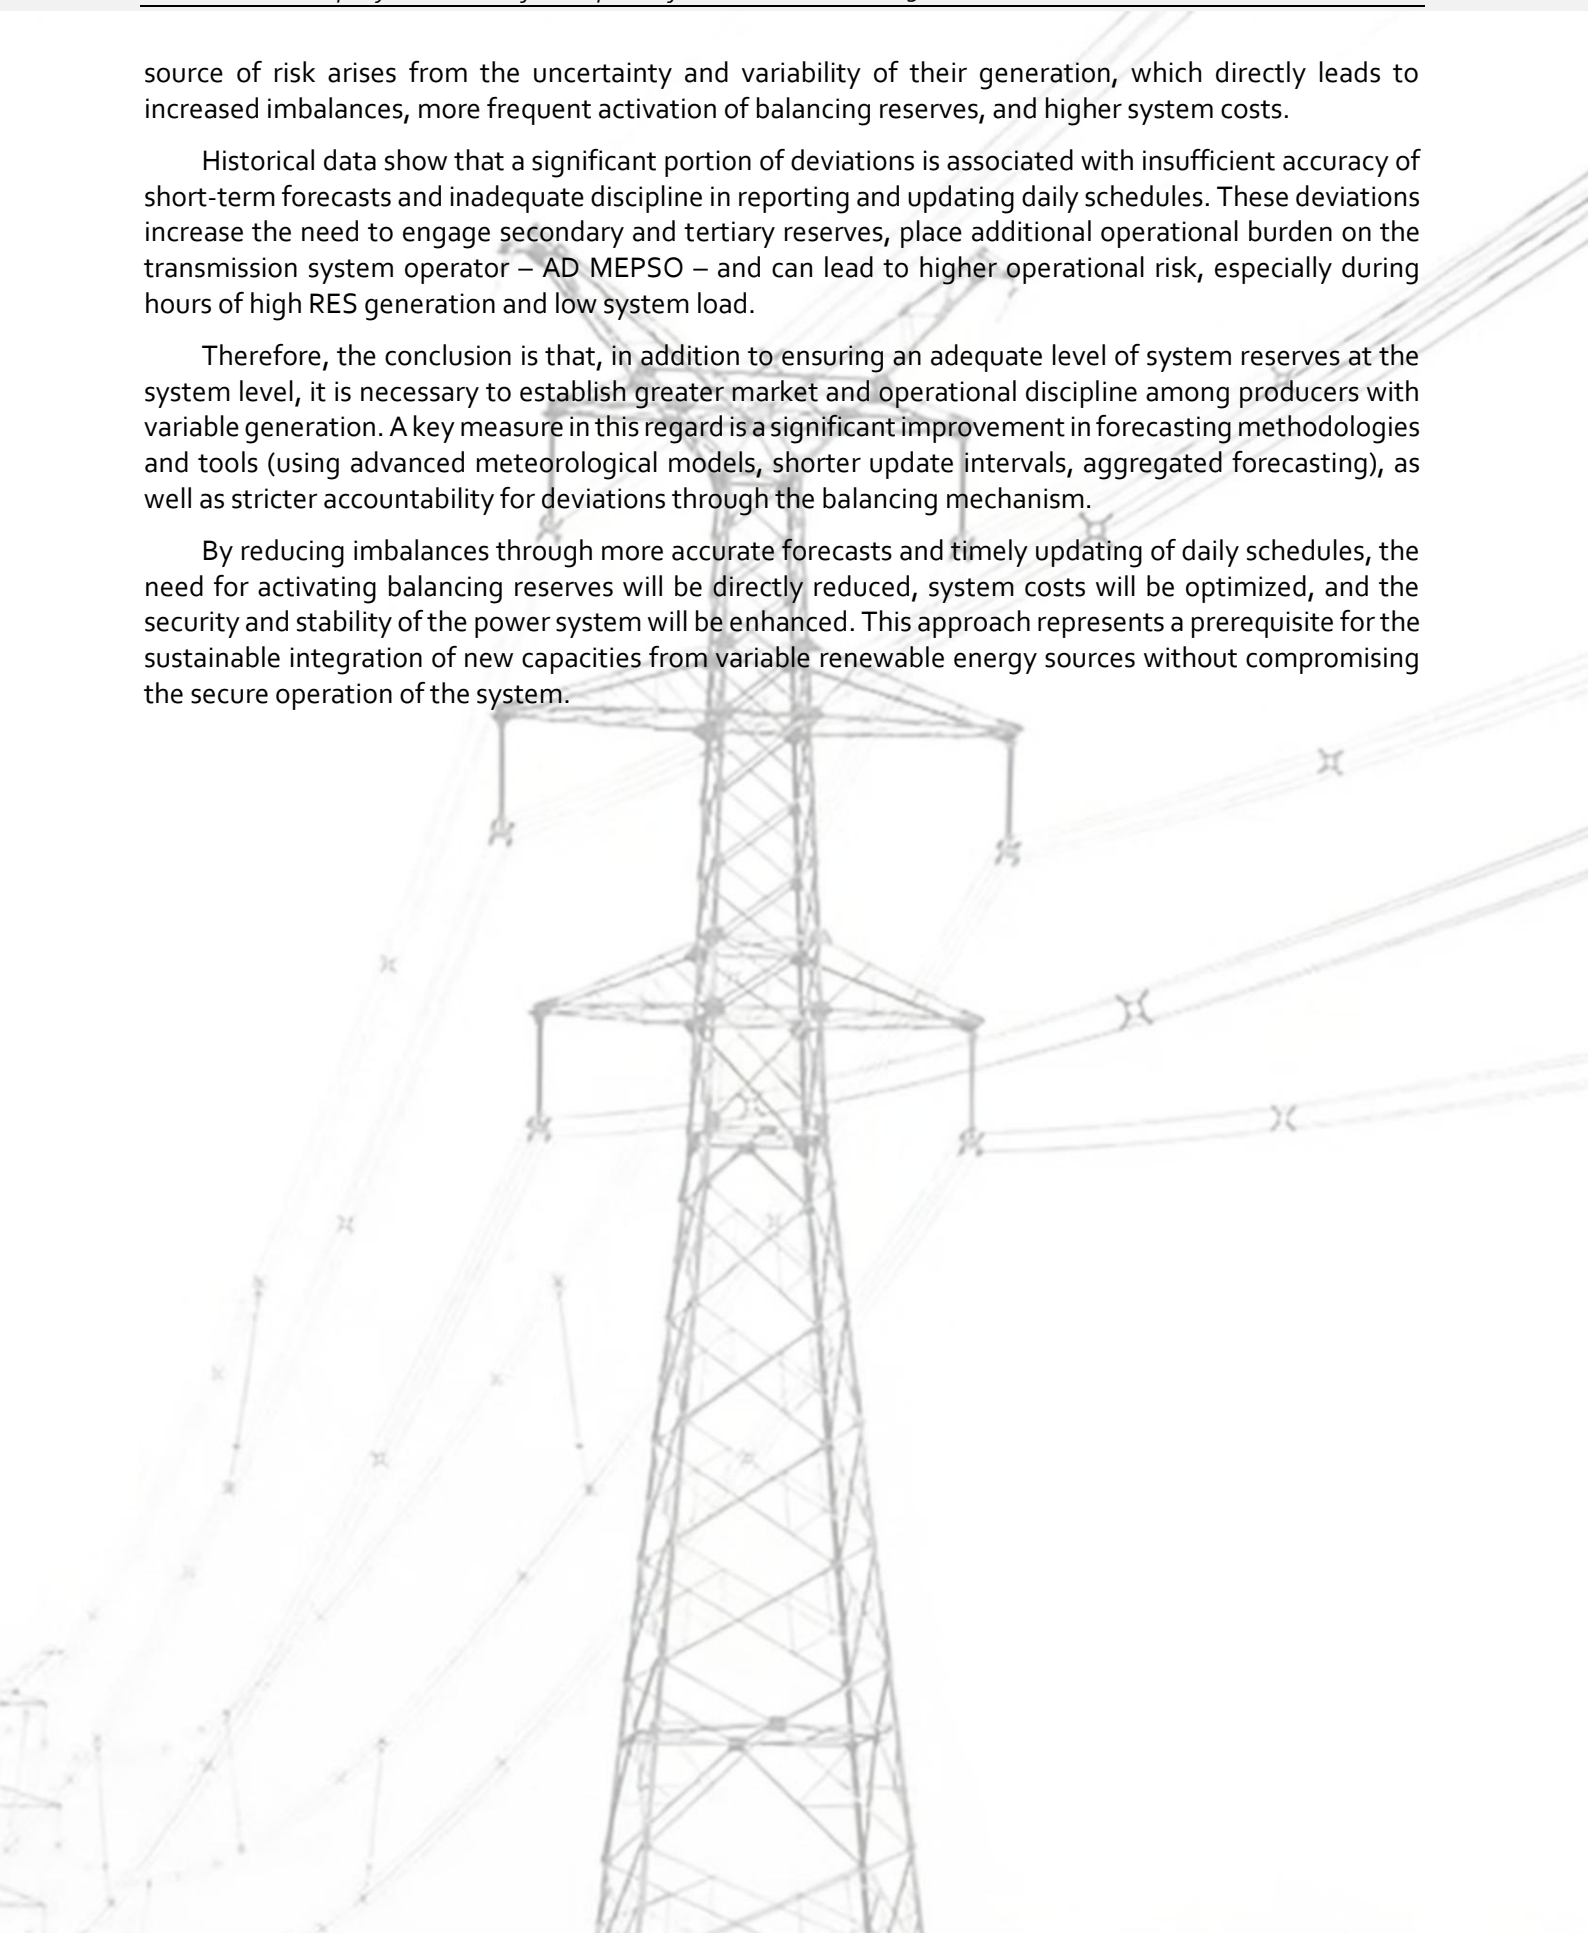 source of risk arises from the uncertainty and variability of their generation, which directly leads to
increased imbalances, more frequent activation of balancing reserves, and higher system costs.
Historical data show that a significant portion of deviations is associated with insufficient accuracy of
short-term forecasts and inadequate discipline in reporting and updating daily schedules. These deviations
increase the need to engage secondary and tertiary reserves, place additional operational burden on the
transmission system operator – AD MEPSO – and can lead to higher operational risk, especially during
hours of high RES generation and low system load.
Therefore, the conclusion is that, in addition to ensuring an adequate level of system reserves at the
system level, it is necessary to establish greater market and operational discipline among producers with
variable generation. A key measure in this regard is a significant improvement in forecasting methodologies
and tools (using advanced meteorological models, shorter update intervals, aggregated forecasting), as
well as stricter accountability for deviations through the balancing mechanism.
By reducing imbalances through more accurate forecasts and timely updating of daily schedules, the
need for activating balancing reserves will be directly reduced, system costs will be optimized, and the
security and stability of the power system will be enhanced. This approach represents a prerequisite for the
sustainable integration of new capacities from variable renewable energy sources without compromising
the secure operation of the system.